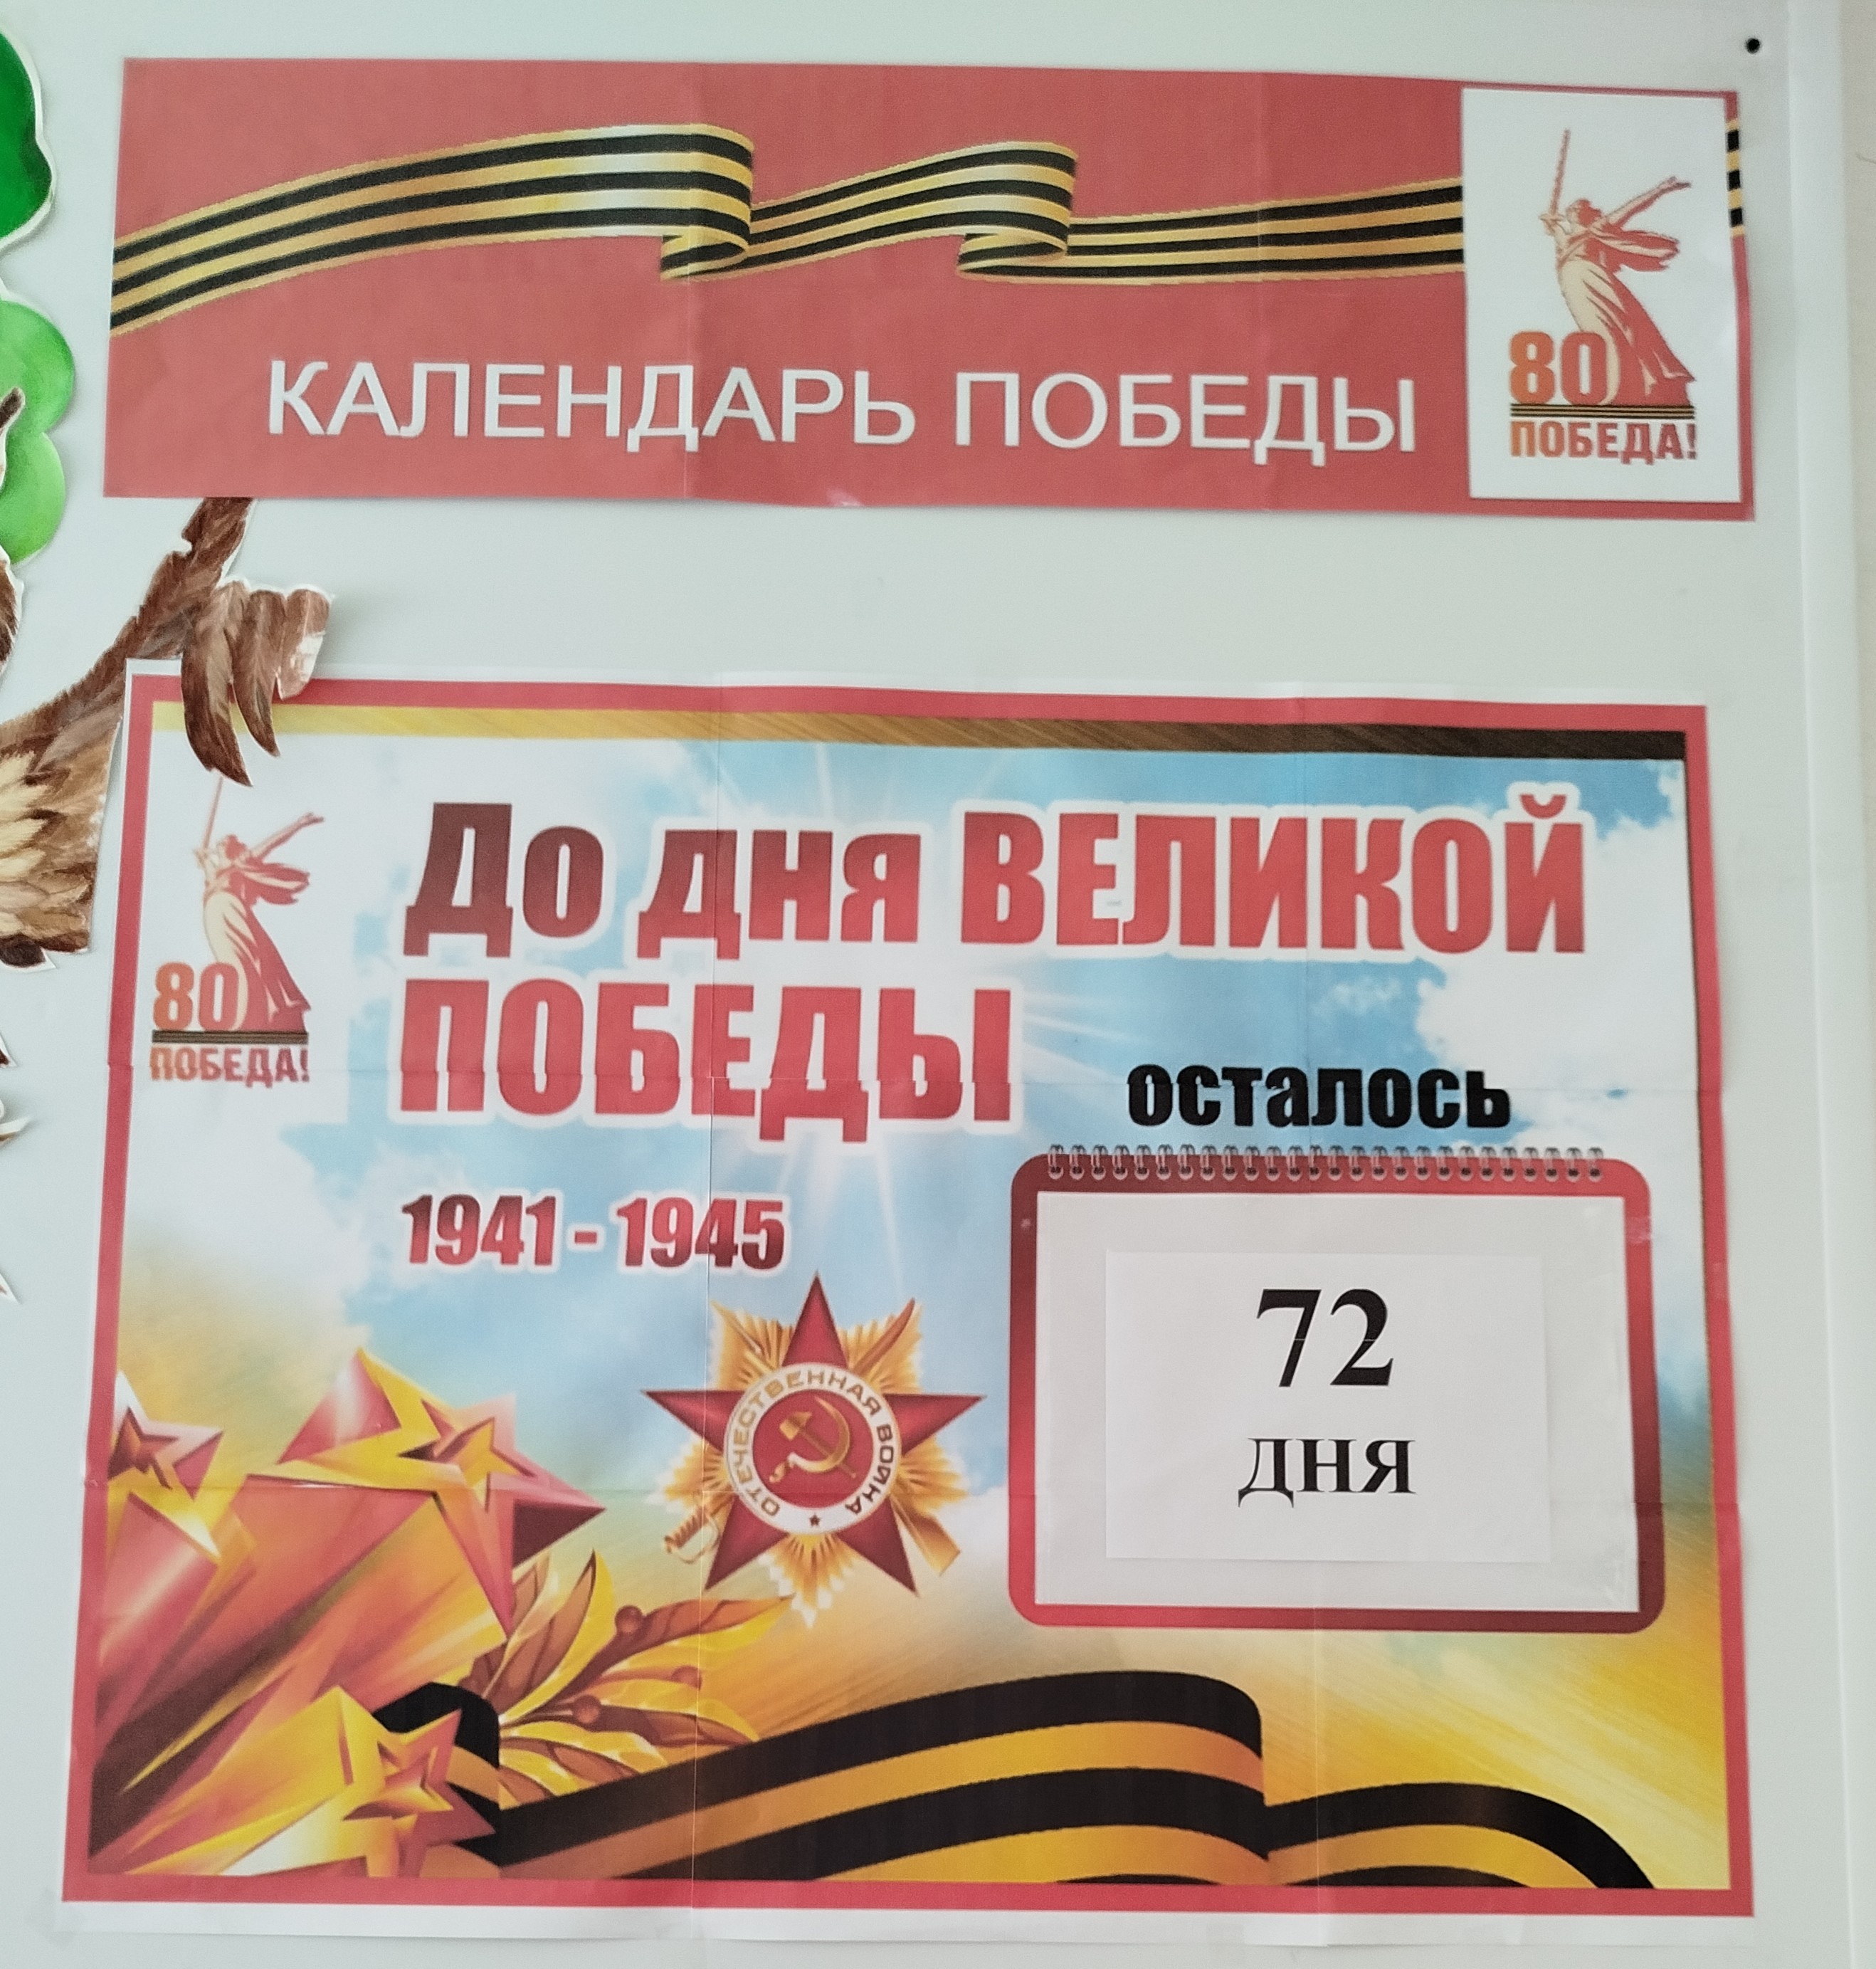 КАЛЕНДАРЬ ПОБЕДЫ
80
ПОБЕДА!
80
ПОБЕДА!
До дня ВЕЛИКОЙ
ПОБЕДЫ
1941 - 1945
осталось
72
дня
ОТЕЧЕСТВЕННАЯ ВОЙНА